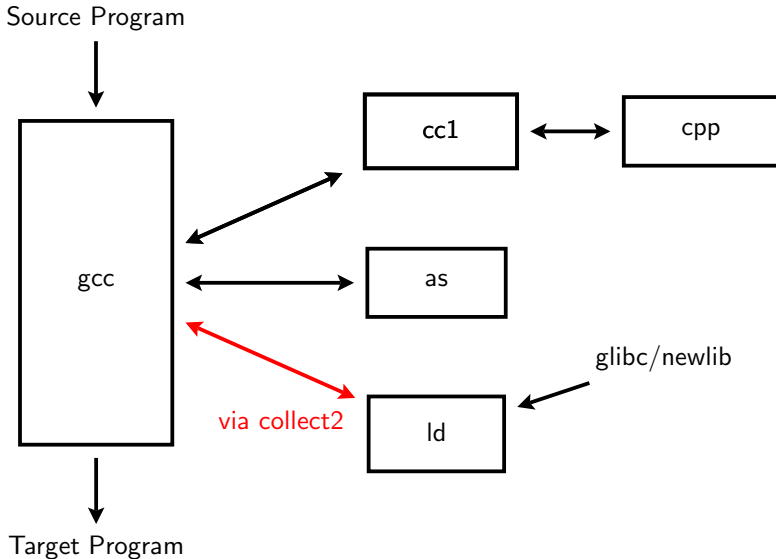 Source Program
cc1
cpp
gcc
as
glibc/newlib
via collect2
ld
Target Program